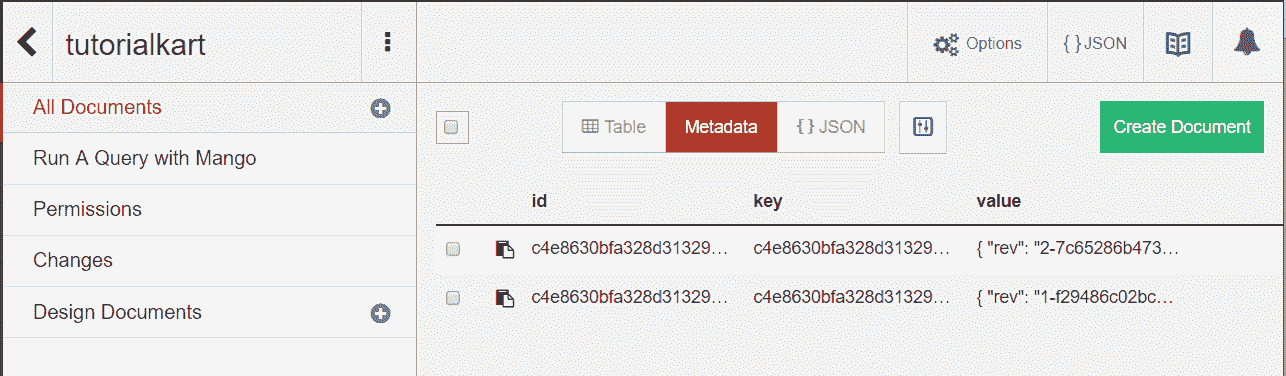 tutorialkart
Options
{ } JSON
All Documents
Run A Query with Mango
Permissions
Changes
Design Documents
Table
Metadata
{ } JSON
Create Document
id key value
c4e8630bfa328d31329... c4e8630bfa328d31329... { "rev": "2-7c65286b473...
c4e8630bfa328d31329... c4e8630bfa328d31329... { "rev": "1-f29486c02bc...